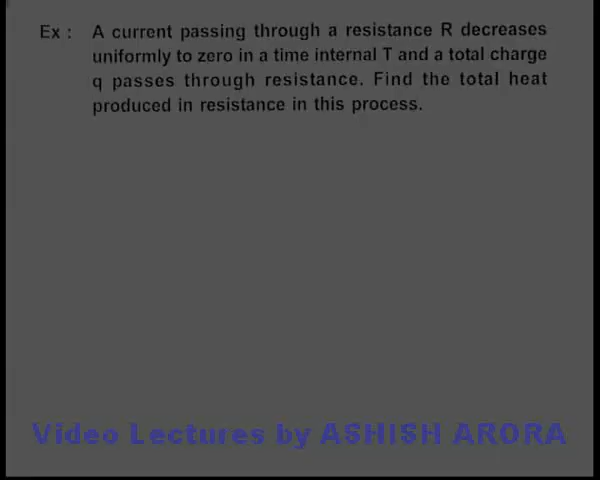 Ex : A current passing through a resistance R decreases
uniformly to zero in a time internal T and a total charge
q passes through resistance. Find the total heat
produced in resistance in this process.
Video Lectures by ASHISH ARORA